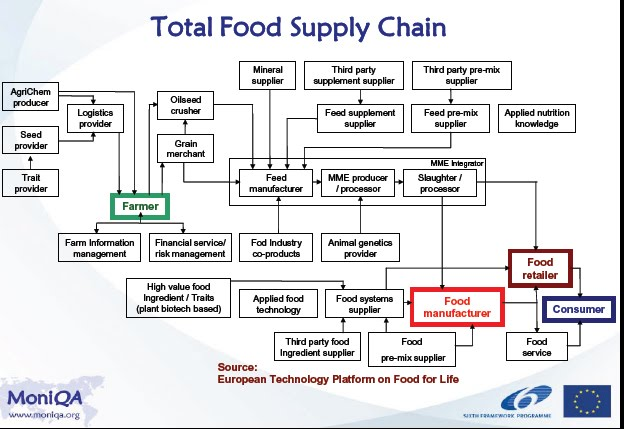 Total Food Supply Chain
Mineral
supplier
Third party
supplement supplier
Third party pre-mix
supplier
AgriChem
producer
Logistics
provider
Oilseed
crusher
Feed supplement
supplier
Feed pre-mix
supplier
Applied nutrition
knowledge
Seed
provider
Grain
merchant
MME Integrator
Trait
provider
Farmer
Feed
manufacturer
MME producer
/ processor
Slaughter /
processor
Farm Information
management
Financial service/
risk management
Fod Industry
co-products
Animal genetics
provider
Food
retailer
High value food
Ingredient / Traits
(plant biotech based)
Applied food
technology
Food systems
supplier
Food
manufacturer
Consumer
Third party food
Ingredient supplier
Food
pre-mix supplier
Food
service
Source:
European Technology Platform on Food for Life
MoniQA
www.moniqa.org
6
SIXTH FRAMEWORK PROGRAMME